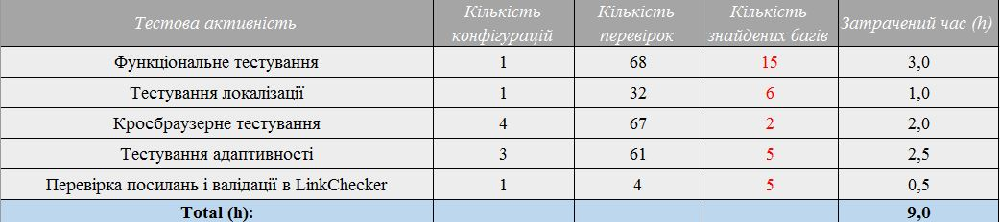 Тестова активність Кількість конфігурацій Кількість перевірок Кількість знайдених багів Затрачений час (h)
Функціональне тестування 1 68 15 3,0
Тестування локалізації 1 32 6 1,0
Кросбраузерне тестування 4 67 2 2,0
Тестування адаптивності 3 61 5 2,5
Перевірка посилань і валідації в LinkChecker 1 4 5 0,5
Total (h): 9,0